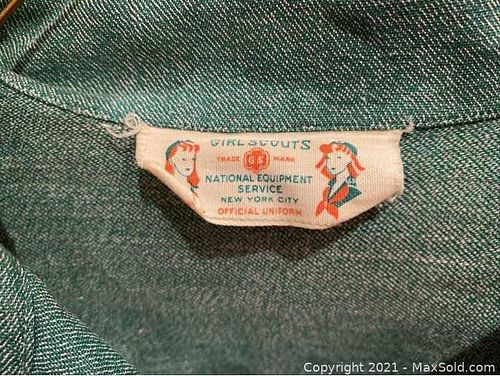 GIRL SCOUTS
TRADE GS MARK
NATIONAL EQUIPMENT
SERVICE
NEW YORK CITY
OFFICIAL UNIFORM
Copyright 2021 - MaxSold.com